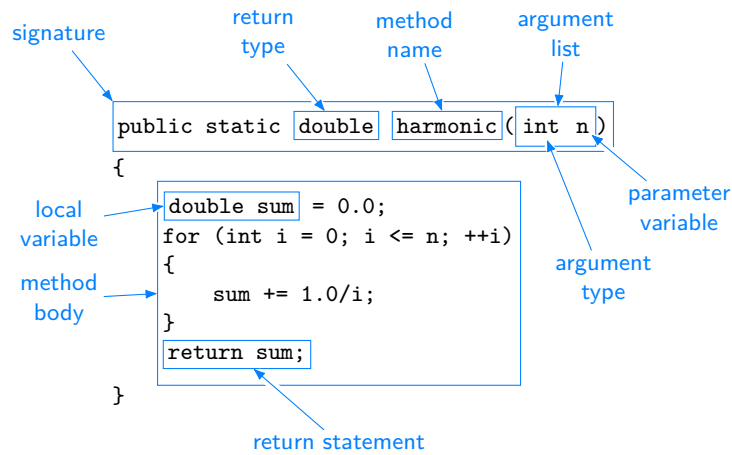 signature
return
type
method
name
argument
list
public static double harmonic(int n)
{
local
variable
double sum = 0.0;
parameter
variable
for (int i = 0; i <= n; ++i)
{
argument
type
method
body
sum += 1.0/i;
}
return sum;
}
return statement